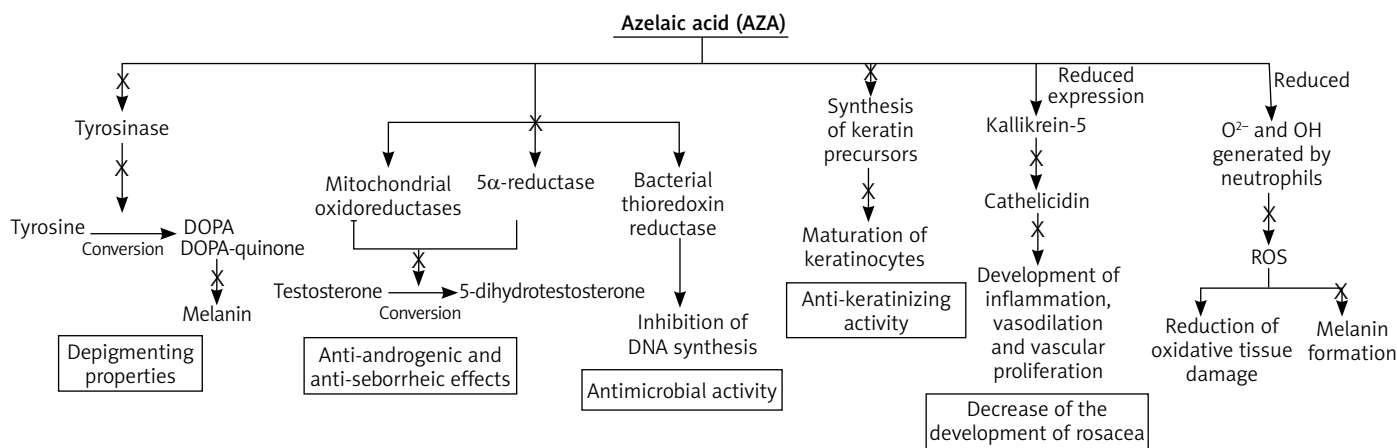 Azelaic acid (AZA)
Tyrosinase
Tyrosine
Conversion
DOPA
DOPA-quinone
Melanin
Depigmenting
properties
Mitochondrial
oxidoreductases
5α-reductase
Testosterone
Conversion
5-dihydrotestosterone
Anti-androgenic and
anti-seborrheic effects
Bacterial
thioredoxin
reductase
Inhibition of
DNA synthesis
Antimicrobial activity
Synthesis
of keratin
precursors
Maturation of
keratinocytes
Anti-keratinizing
activity
Reduced
expression
Kallikrein-5
Cathelicidin
Development of
inflammation,
vasodilation
and vascular
proliferation
Decrease of the
development of rosacea
Reduced
O²⁻ and OH
generated by
neutrophils
ROS
Reduction of
oxidative tissue
damage
Melanin
formation